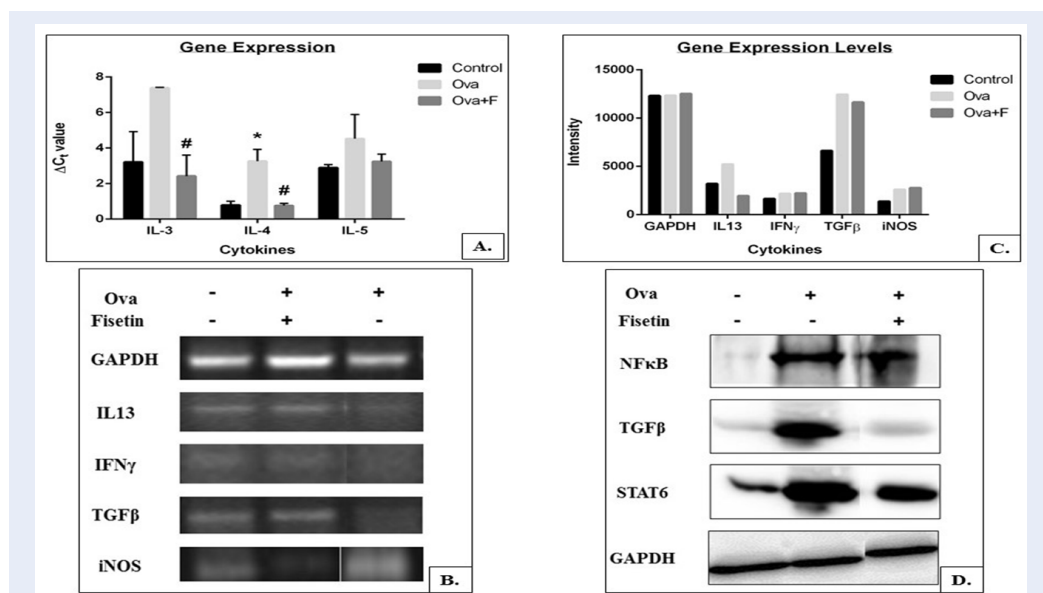 Gene Expression
Control
Ova
Ova+F
8
6
4
2
0
ΔCt value
#
*
#
IL-3 IL-4 IL-5
Cytokines
A.
Gene Expression Levels
Control
Ova
Ova+F
15000
10000
5000
0
Intensity
GAPDH IL13 IFNγ TGFβ iNOS
Cytokines
C.
Ova - + +
Fisetin - + -
GAPDH
IL13
IFNγ
TGFβ
iNOS
B.
Ova - + +
Fisetin - - +
NFκB
TGFβ
STAT6
GAPDH
D.